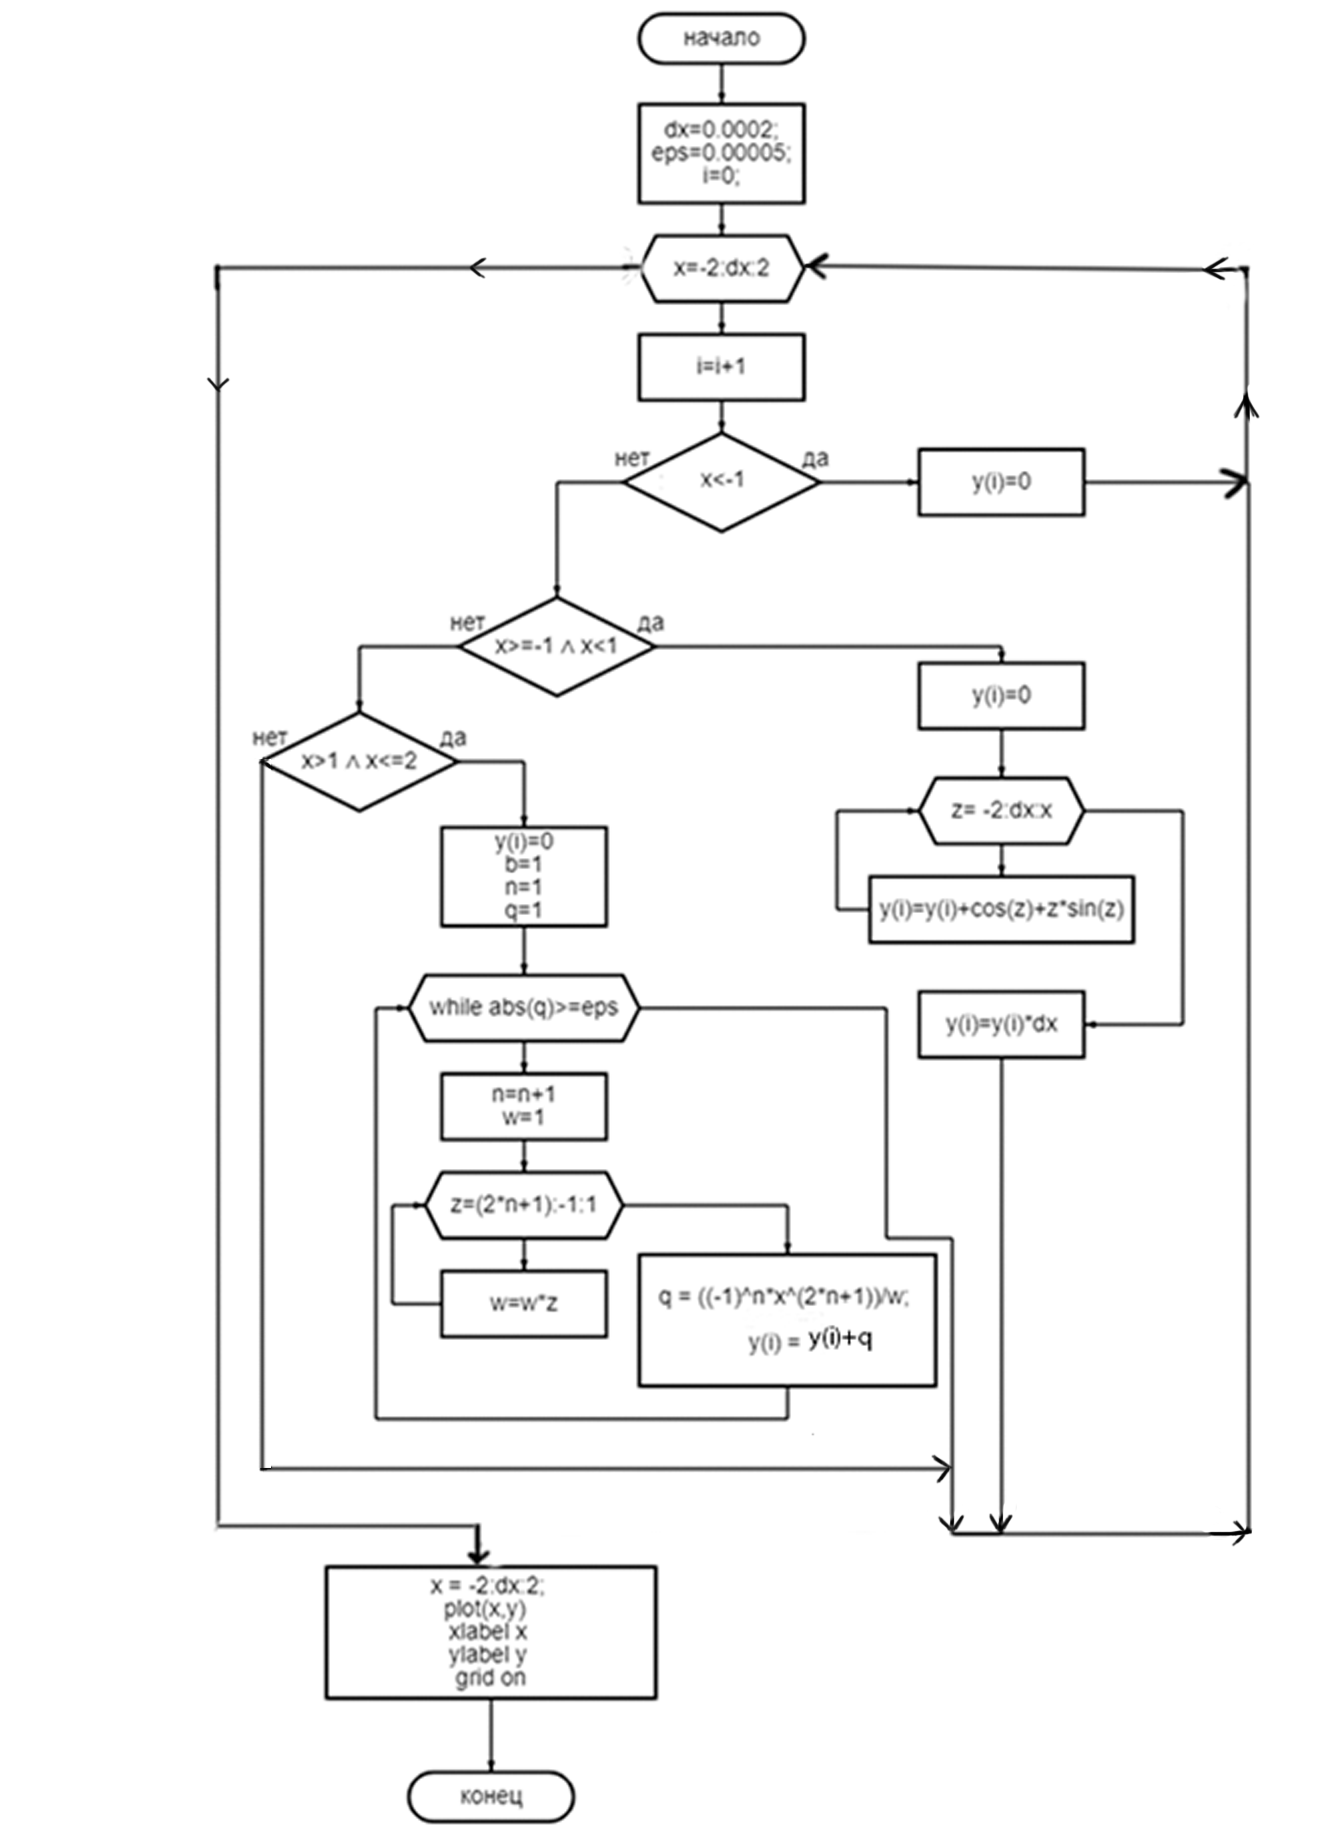 начало
dx=0.0002;
eps=0.00005;
i=0;
x=-2:dx:2
i=i+1
нет
да
x<-1
y(i)=0
нет
да
x>=-1 ∧ x<1
y(i)=0
нет
да
x>1 ∧ x<=2
z= -2:dx:x
y(i)=0
b=1
n=1
q=1
y(i)=y(i)+cos(z)+z*sin(z)
while abs(q)>=eps
y(i)=y(i)*dx
n=n+1
w=1
z=(2*n+1):-1:1
w=w*z
q = ((-1)^n*x^(2*n+1))/w;
y(i) = y(i)+q
x = -2:dx:2;
plot(x,y)
xlabel x
ylabel y
grid on
конец